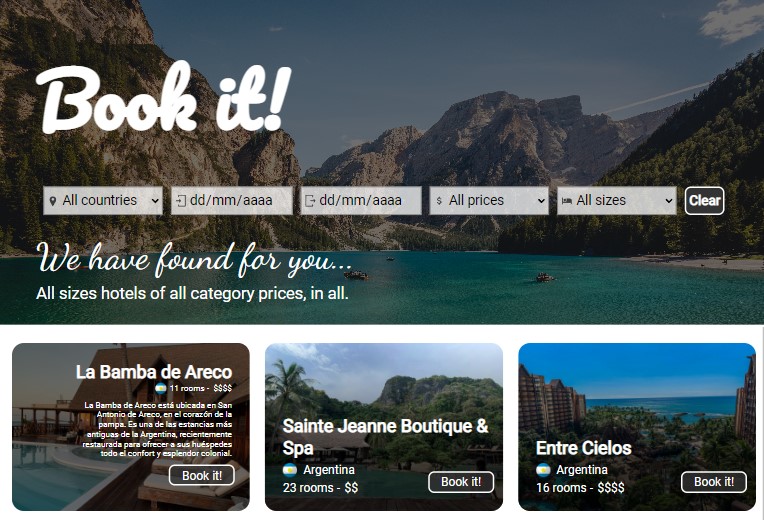 Book it!
All countries
dd/mm/aaaa
dd/mm/aaaa
$ All prices
All sizes
Clear
We have found for you...
All sizes hotels of all category prices, in all.
La Bamba de Areco
11 rooms - $$$$
La Bamba de Areco está ubicada en San
Antonio de Areco, en el corazón de la
pampa. Es una de las estancias más
antiguas de la Argentina, recientemente
restaurada para ofrecer a sus huéspedes
todo el confort y esplendor colonial.
Book it!
Sainte Jeanne Boutique &
Spa
Argentina
23 rooms - $$
Book it!
Entre Cielos
Argentina
16 rooms - $$$$
Book it!